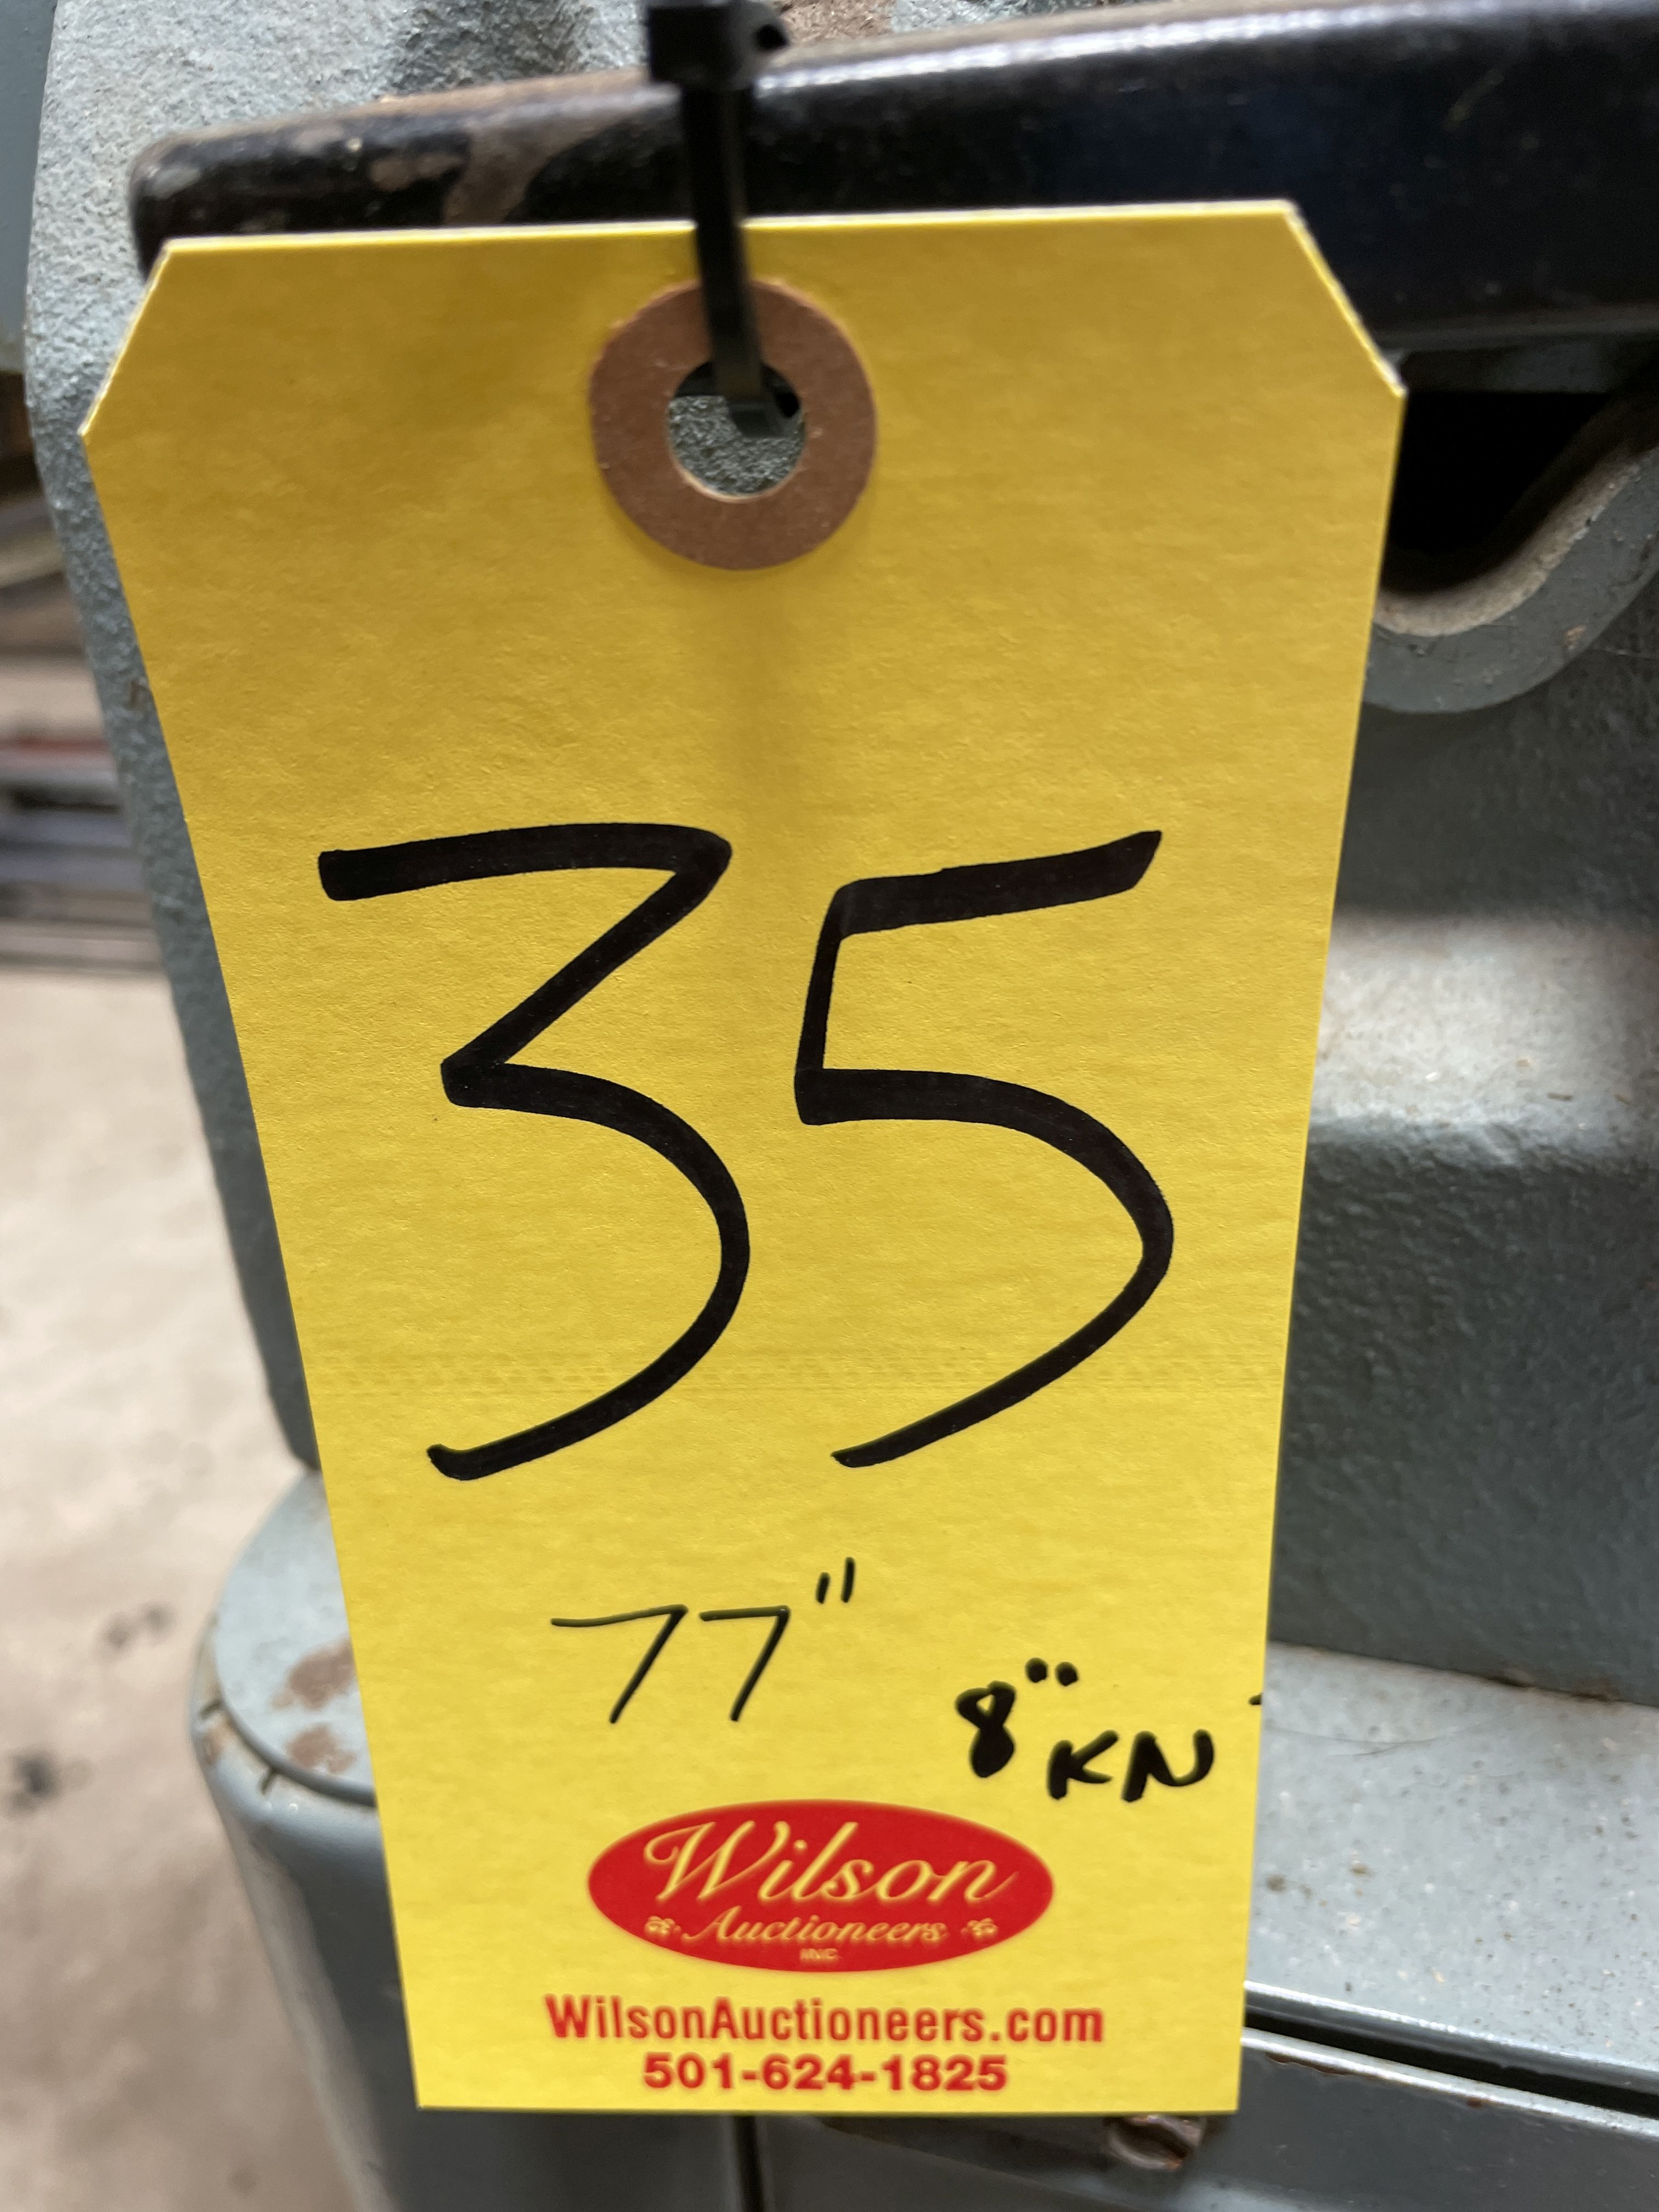 35
77"
8" KN
Wilson
Auctioneers
INC.
WilsonAuctioneers.com
501-624-1825